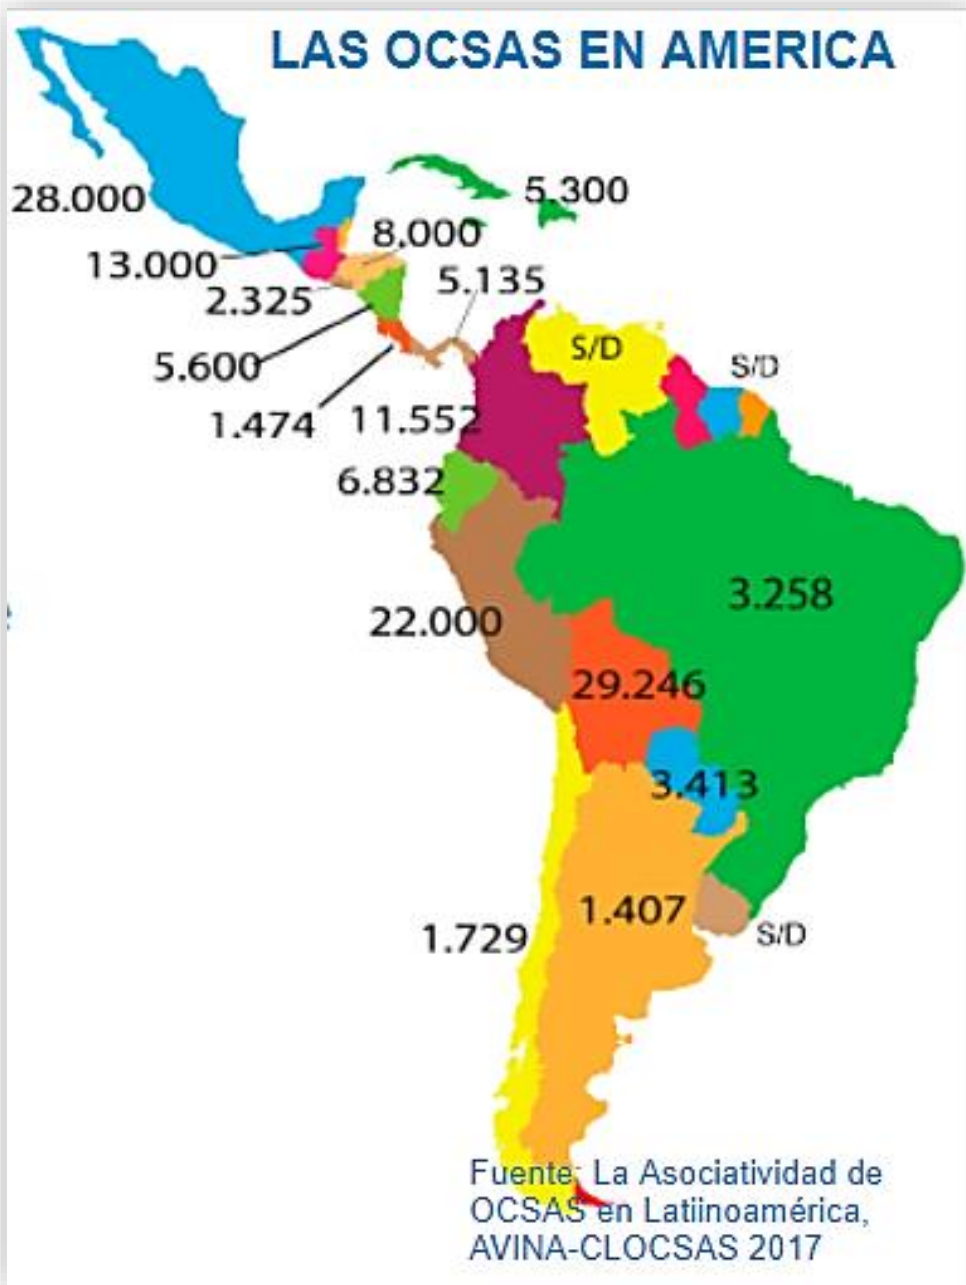 LAS OCSAS EN AMERICA
28.000
5.300
8.000
13.000
5.135
2.325
S/D
S/D
5.600
1.474
11.552
6.832
3.258
22.000
29.246
3.413
1.407
1.729
S/D
Fuente: La Asociatividad de
OCSAS en Latiinoamérica,
AVINA-CLOCSAS 2017